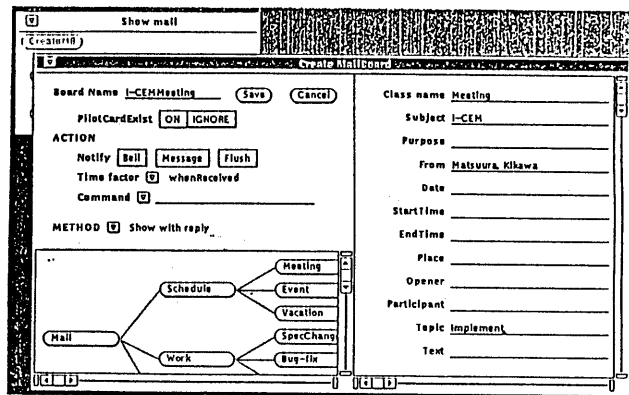 Show mail
Create Mailboard
Board Name I-CEMMeeting Save Cancel
PilotCardExist ON IGNORE
ACTION
Notify Bell Message Flush
Time factor whenReceived
Command
METHOD Show with reply
Mail
Schedule
Meeting
Event
Vacation
Work
SpecChang
Bug-fix
Class name Meeting
Subject I-CEM
Purpose
From Matsuura, Kikawa
Date
StartTime
EndTime
Place
Opener
Participant
Topic Implement
Text